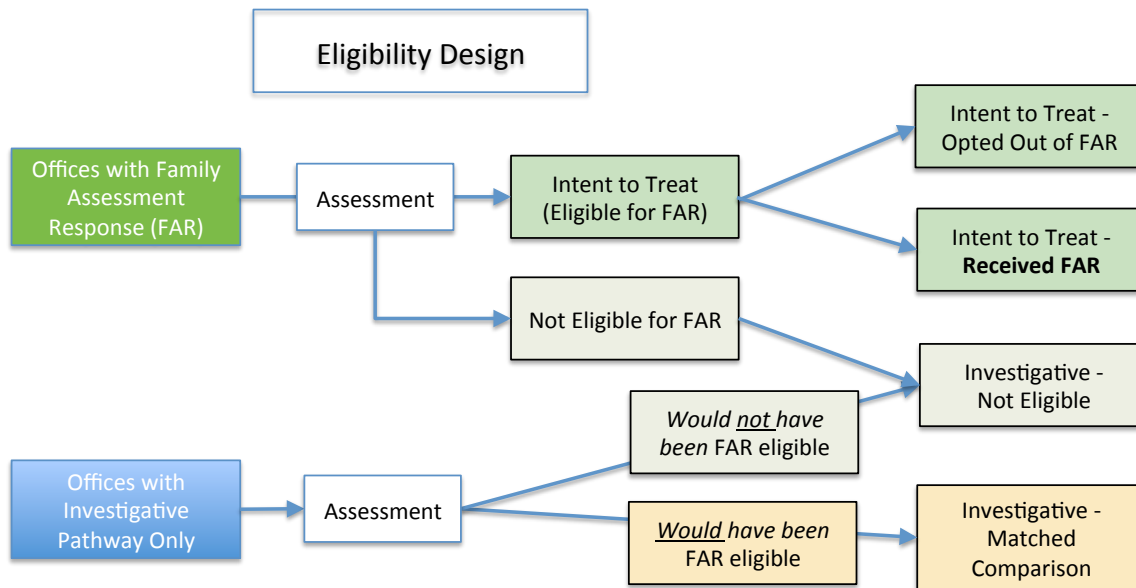 Eligibility Design
Offices with Family
Assessment
Response (FAR)
Assessment
Intent to Treat
(Eligible for FAR)
Intent to Treat -
Opted Out of FAR
Intent to Treat -
Received FAR
Not Eligible for FAR
Investigative -
Not Eligible
Would not have
been FAR eligible
Offices with
Investigative
Pathway Only
Assessment
Would have been
FAR eligible
Investigative -
Matched
Comparison